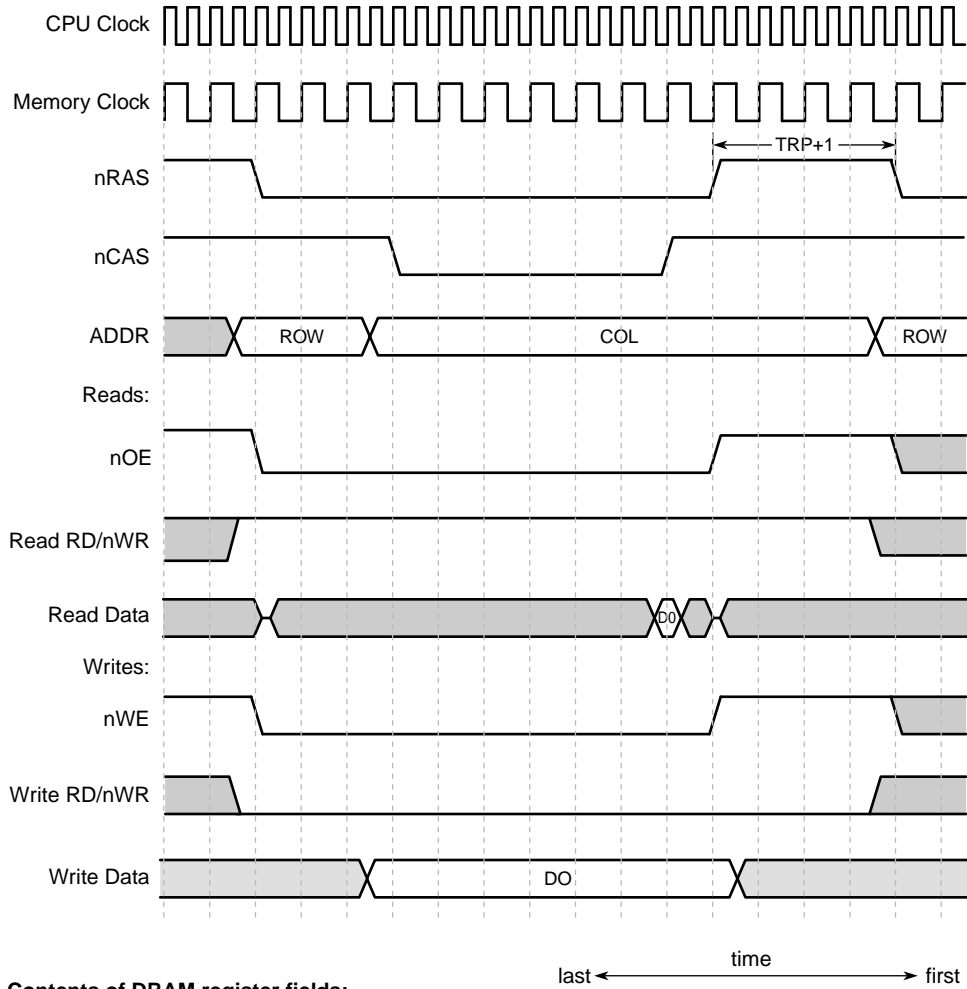 CPU Clock
Memory Clock
TRP+1
nRAS
nCAS
ADDR ROW COL ROW
Reads:
nOE
Read RD/nWR
Read Data D0
Writes:
nWE
Write RD/nWR
Write Data DO
time
last first
Contents of DRAM register fields: